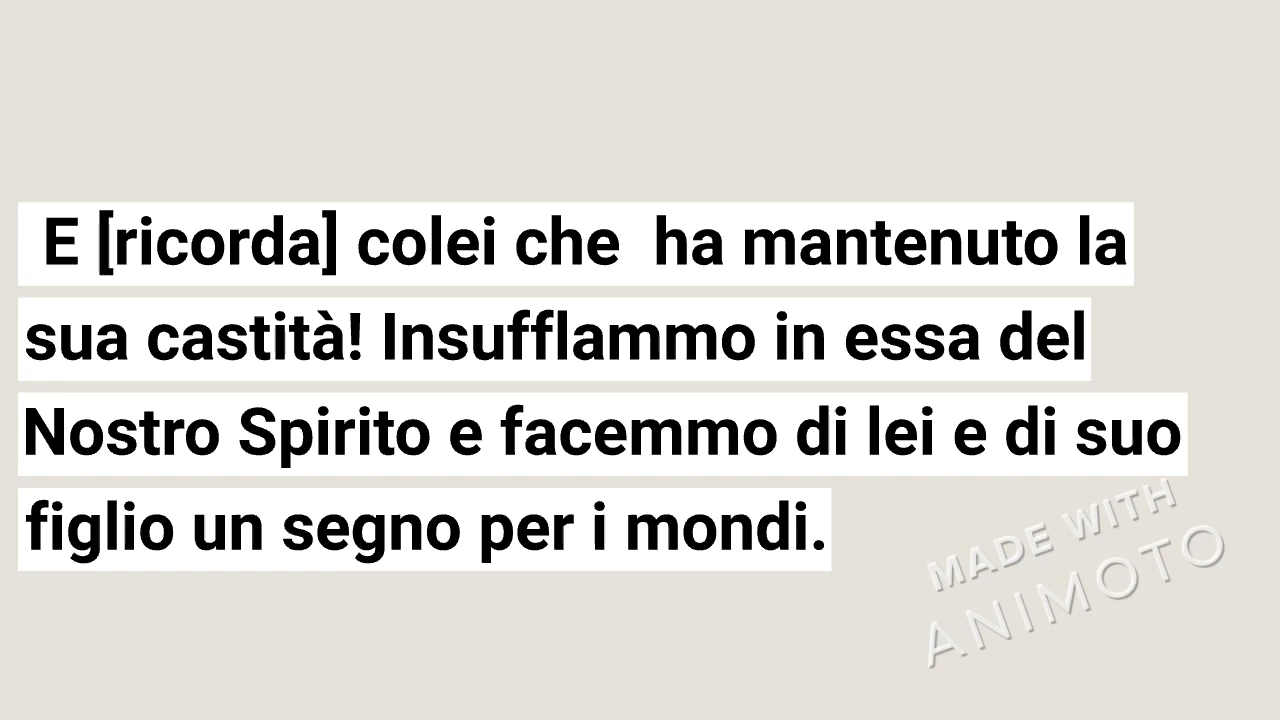 E [ricorda] colei che  ha mantenuto la
sua castità! Insufflammo in essa del
Nostro Spirito e facemmo di lei e di suo
figlio un segno per i mondi.
MADE WITH
ANIMOTO